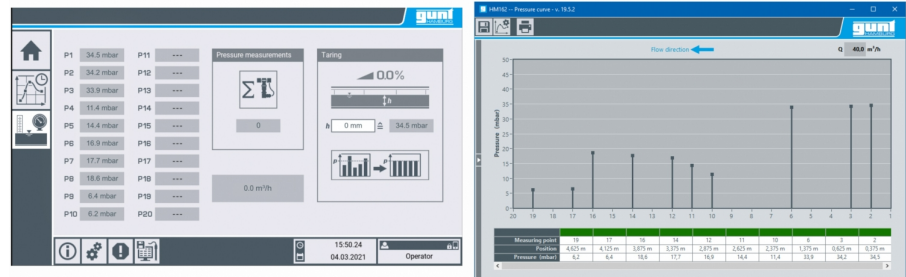 gunt
HAMBURG
P1 34.5 mbar P11 ---
P2 34.2 mbar P12 ---
P3 33.9 mbar P13 ---
P4 11.4 mbar P14 ---
P5 14.4 mbar P15 ---
P6 16.9 mbar P16 ---
P7 17.7 mbar P17 ---
P8 18.6 mbar P18 ---
P9 6.4 mbar P19 ---
P10 6.2 mbar P20 ---
Pressure measurements
Σ
0
0.0 m³/h
Taring
0.0%
h
h 0 mm ≙ 34.5 mbar
P P
15:50.24
04.03.2021
Operator
HM162 -- Pressure curve - v. 19.5.2
gunt
HAMBURG
Flow direction
Q 40,0 m³/h
Pressure (mbar)
50
45
40
35
30
25
20
15
10
5
0
20 19 18 17 16 15 14 13 12 11 10 9 8 7 6 5 4 3 2 1
Measuring point 19 17 16 14 12 11 10 6 3 2
Position 4,625 m 4,125 m 3,875 m 3,375 m 2,875 m 2,625 m 2,375 m 1,375 m 0,625 m 0,375 m
Pressure (mbar) 6,2 6,4 18,6 17,7 16,9 14,4 11,4 33,9 34,2 34,5